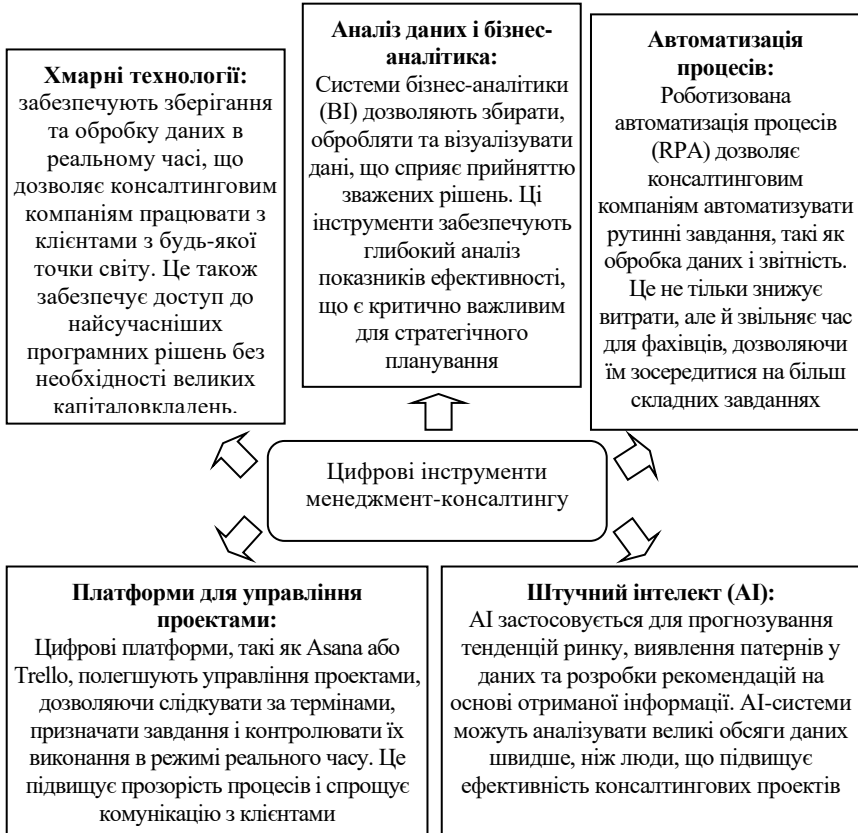 Хмарні технології:
забезпечують зберігання
та обробку даних в
реальному часі, що
дозволяє консалтинговим
компаніям працювати з
клієнтами з будь-якої
точки світу. Це також
забезпечує доступ до
найсучасніших
програмних рішень без
необхідності великих
капіталовкладень.
Аналіз даних і бізнес-
аналітика:
Системи бізнес-аналітики
(BI) дозволяють збирати,
обробляти та візуалізувати
дані, що сприяє прийняттю
зважених рішень. Ці
інструменти забезпечують
глибокий аналіз
показників ефективності,
що є критично важливим
для стратегічного
планування
Автоматизація
процесів:
Роботизована
автоматизація процесів
(RPA) дозволяє
консалтинговим
компаніям автоматизувати
рутинні завдання, такі як
обробка даних і звітність.
Це не тільки знижує
витрати, але й звільняє час
для фахівців, дозволяючи
їм зосередитися на більш
складних завданнях
Цифрові інструменти
менеджмент-консалтингу
Платформи для управління
проектами:
Цифрові платформи, такі як Asana або
Trello, полегшують управління проектами,
дозволяючи слідкувати за термінами,
призначати завдання і контролювати їх
виконання в режимі реального часу. Це
підвищує прозорість процесів і спрощує
комунікацію з клієнтами
Штучний інтелект (AI):
AI застосовується для прогнозування
тенденцій ринку, виявлення патернів у
даних та розробки рекомендацій на
основі отриманої інформації. AI-системи
можуть аналізувати великі обсяги даних
швидше, ніж люди, що підвищує
ефективність консалтингових проектів